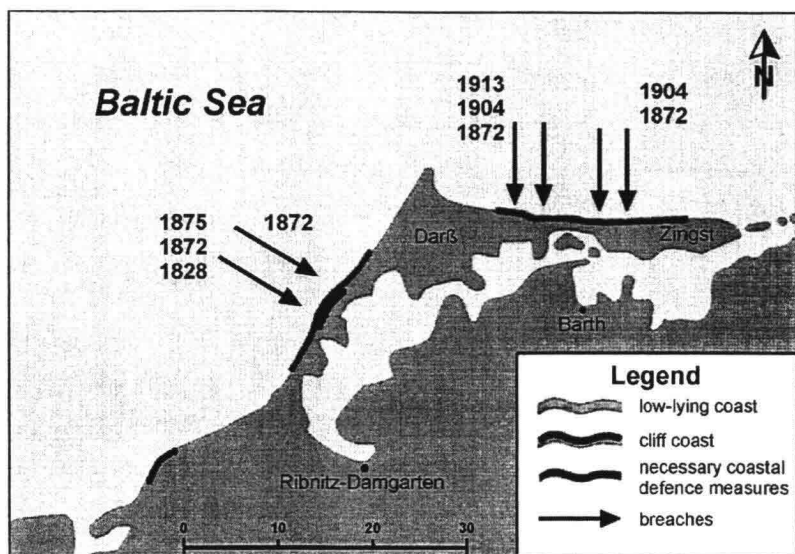 Baltic Sea
1913
1904
1872
1904
1872
N
1875
1872
1828
1872
Darß
Zingst
Barth
Ribnitz-Damgarten
0 10 20 30
Legend
low-lying coast
cliff coast
necessary coastal
defence measures
breaches